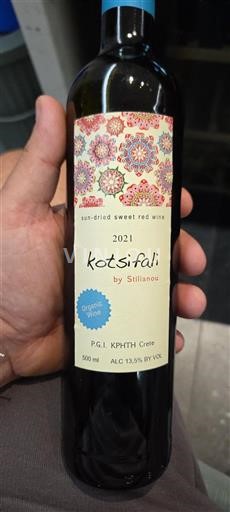 sun-dried sweet red wine
2021
kotsifali
by Stilianou
Organic
Wine
P.G.I. ΚΡΗΤΗ Crete
500 ml ALC 13,5% BY VOL